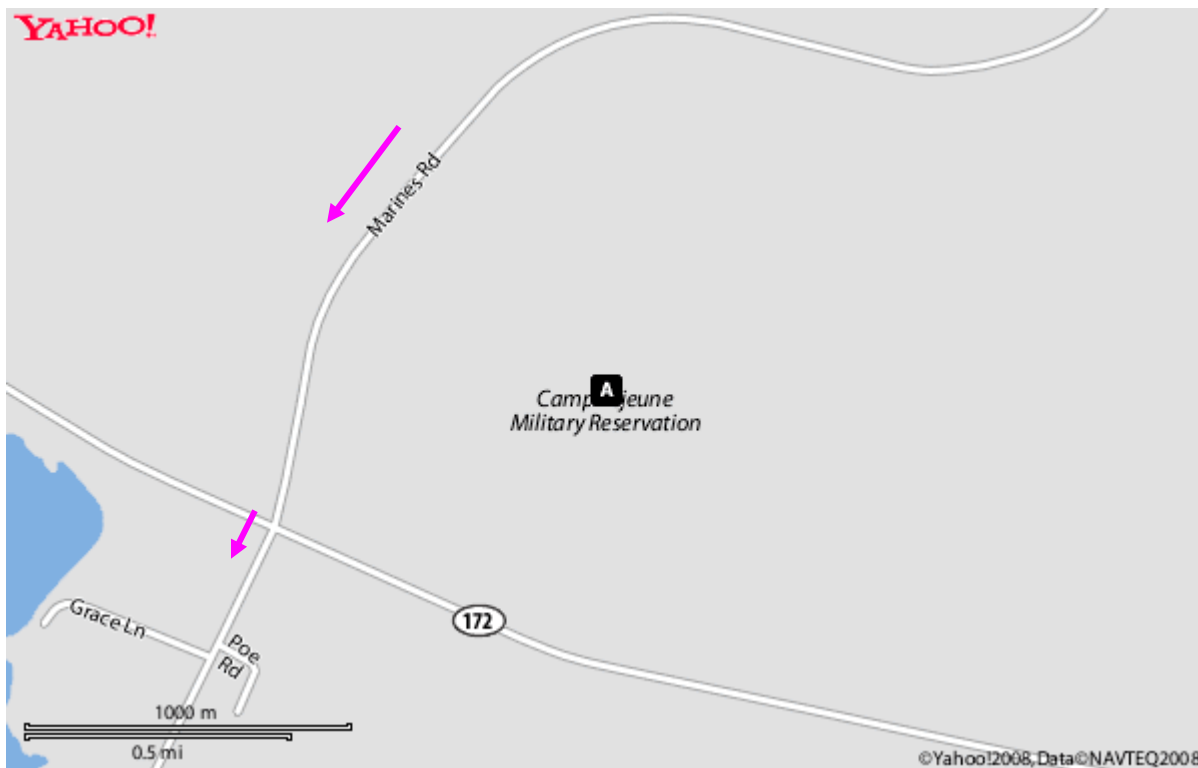 YAHOO!
Marines Rd
A
Camp jeune
Military Reservation
172
Grace Ln
Poe
Rd
1000 m
0.5 mi
©Yahoo!2008, Data©NAVTEQ2008